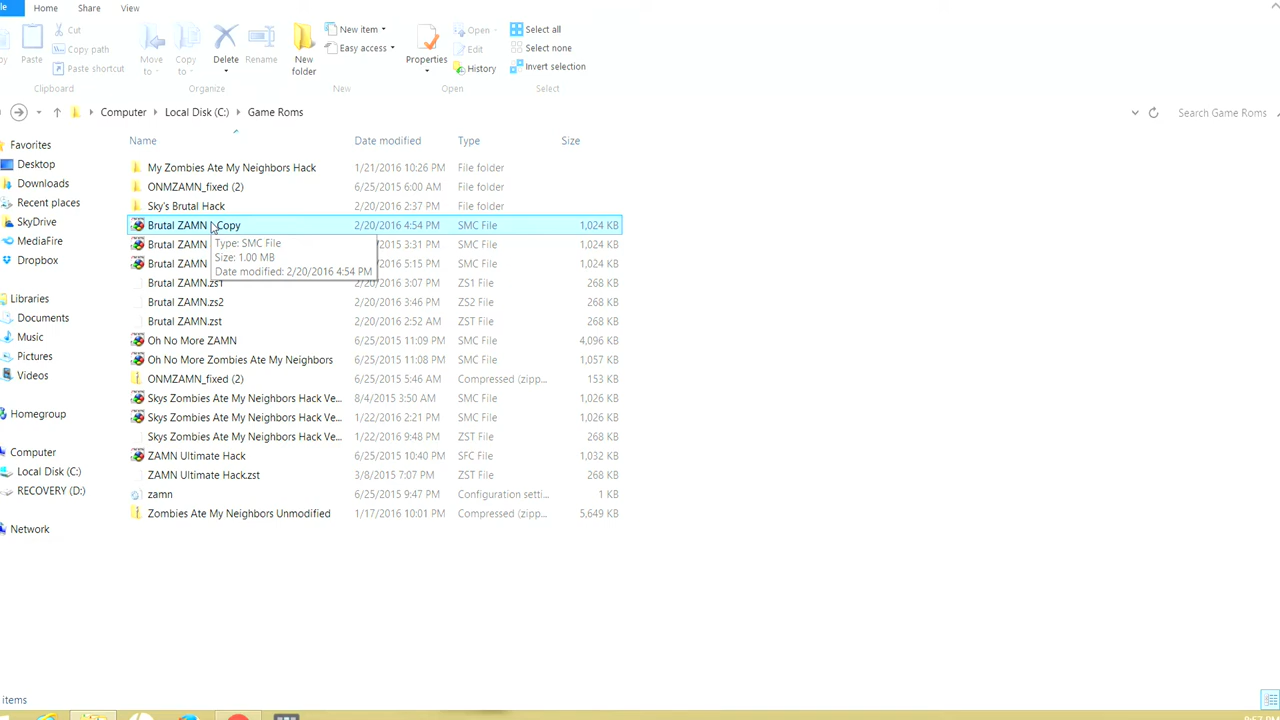 Home Share View
Cut
Copy path
Paste shortcut
Paste
Move to
Copy to
Delete
Rename
New folder
New item
Easy access
Properties
Open
Edit
History
Select all
Select none
Invert selection
Clipboard Organize New Open Select
Computer Local Disk (C:) Game Roms Search Game Roms
Name Date modified Type Size
Favorites
Desktop
Downloads
Recent places
SkyDrive
MediaFire
Dropbox
Libraries
Documents
Music
Pictures
Videos
Homegroup
Computer
Local Disk (C:)
RECOVERY (D:)
Network
My Zombies Ate My Neighbors Hack 1/21/2016 10:26 PM File folder
ONMZAMN_fixed (2) 6/25/2015 6:00 AM File folder
Sky's Brutal Hack 2/20/2016 2:37 PM File folder
Brutal ZAMN Copy 2/20/2016 4:54 PM SMC File 1,024 KB
Brutal ZAMN /2015 3:31 PM SMC File 1,024 KB
Brutal ZAMN /2016 5:15 PM SMC File 1,024 KB
Type: SMC File
Size: 1.00 MB
Date modified: 2/20/2016 4:54 PM
Brutal ZAMN.zs1 2/20/2016 3:07 PM ZS1 File 268 KB
Brutal ZAMN.zs2 2/20/2016 3:46 PM ZS2 File 268 KB
Brutal ZAMN.zst 2/20/2016 2:52 AM ZST File 268 KB
Oh No More ZAMN 6/25/2015 11:09 PM SMC File 4,096 KB
Oh No More Zombies Ate My Neighbors 6/25/2015 11:08 PM SMC File 1,057 KB
ONMZAMN_fixed (2) 6/25/2015 5:46 AM Compressed (zipp... 153 KB
Skys Zombies Ate My Neighbors Hack Ve... 8/4/2015 3:50 AM SMC File 1,026 KB
Skys Zombies Ate My Neighbors Hack Ve... 1/22/2016 2:21 PM SMC File 1,026 KB
Skys Zombies Ate My Neighbors Hack Ve... 1/22/2016 9:48 PM ZST File 268 KB
ZAMN Ultimate Hack 6/25/2015 10:40 PM SFC File 1,032 KB
ZAMN Ultimate Hack.zst 3/8/2015 7:07 PM ZST File 268 KB
zamn 6/25/2015 9:47 PM Configuration setti... 1 KB
Zombies Ate My Neighbors Unmodified 1/17/2016 10:01 PM Compressed (zipp... 5,649 KB
items